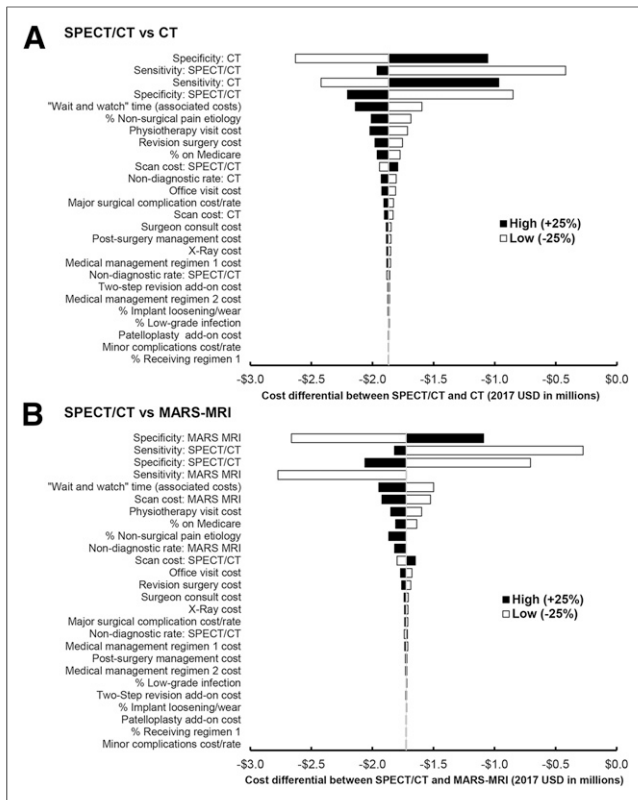 A
SPECT/CT vs CT
Specificity: CT
Sensitivity: SPECT/CT
Sensitivity: CT
Specificity: SPECT/CT
"Wait and watch" time (associated costs)
% Non-surgical pain etiology
Physiotherapy visit cost
Revision surgery cost
% on Medicare
Scan cost: SPECT/CT
Non-diagnostic rate: CT
Office visit cost
Major surgical complication cost/rate
Scan cost: CT
Surgeon consult cost
Post-surgery management cost
X-Ray cost
Medical management regimen 1 cost
Non-diagnostic rate: SPECT/CT
Two-step revision add-on cost
Medical management regimen 2 cost
% Implant loosening/wear
% Low-grade infection
Patelloplasty add-on cost
Minor complications cost/rate
% Receiving regimen 1
High (+25%)
Low (-25%)
-$3.0 -$2.5 -$2.0 -$1.5 -$1.0 -$0.5 $0.0
Cost differential between SPECT/CT and CT (2017 USD in millions)
B
SPECT/CT vs MARS-MRI
Specificity: MARS MRI
Sensitivity: SPECT/CT
Specificity: SPECT/CT
Sensitivity: MARS MRI
"Wait and watch" time (associated costs)
Scan cost: MARS MRI
Physiotherapy visit cost
% on Medicare
% Non-surgical pain etiology
Non-diagnostic rate: MARS MRI
Scan cost: SPECT/CT
Office visit cost
Revision surgery cost
Surgeon consult cost
X-Ray cost
Major surgical complication cost/rate
Non-diagnostic rate: SPECT/CT
Medical management regimen 1 cost
Post-surgery management cost
Medical management regimen 2 cost
% Low-grade infection
Two-Step revision add-on cost
% Implant loosening/wear
Patelloplasty add-on cost
% Receiving regimen 1
Minor complications cost/rate
High (+25%)
Low (-25%)
-$3.0 -$2.5 -$2.0 -$1.5 -$1.0 -$0.5 $0.0
Cost differential between SPECT/CT and MARS-MRI (2017 USD in millions)